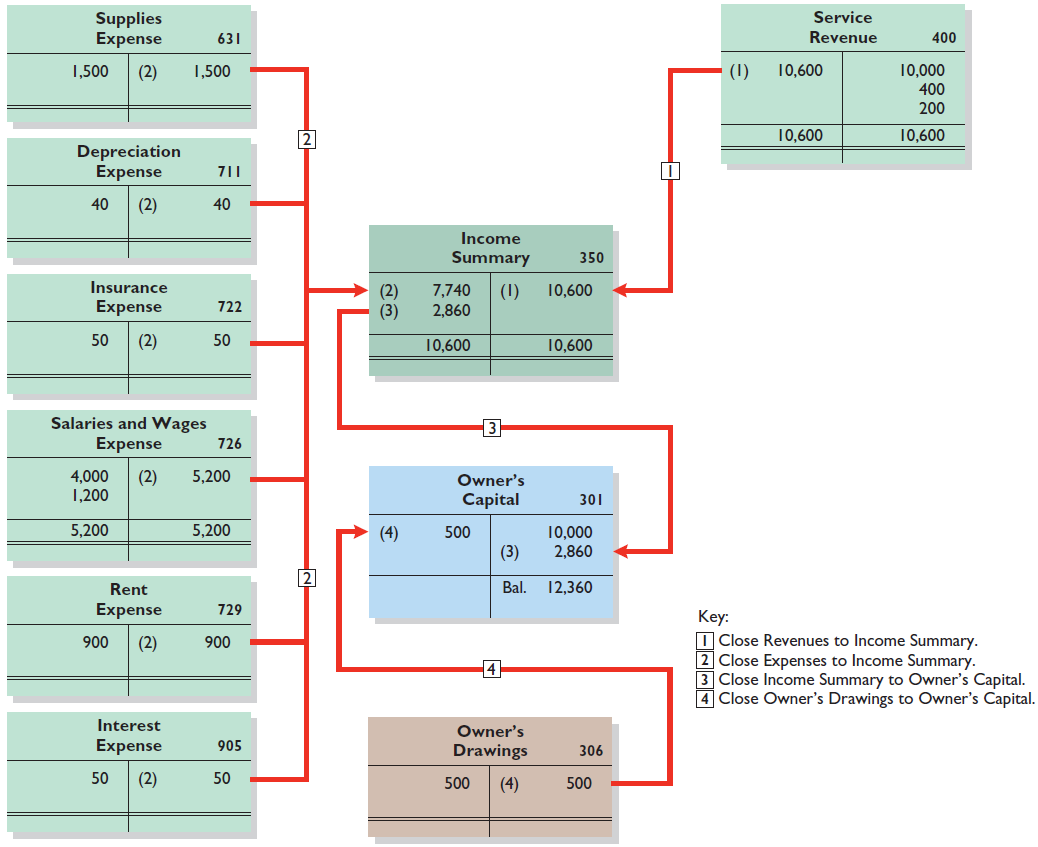 Supplies
Expense 631
1,500 (2) 1,500
Depreciation
Expense 711
40 (2) 40
Insurance
Expense 722
50 (2) 50
Salaries and Wages
Expense 726
4,000 (2) 5,200
1,200
5,200 5,200
Rent
Expense 729
900 (2) 900
Interest
Expense 905
50 (2) 50
2
2
Service
Revenue 400
(1) 10,600 10,000
400
200
10,600 10,600
1
Income
Summary 350
(2) 7,740 (1) 10,600
(3) 2,860
10,600 10,600
3
Owner's
Capital 301
(4) 500 10,000
(3) 2,860
Bal. 12,360
4
Owner's
Drawings 306
500 (4) 500
Key:
1 Close Revenues to Income Summary.
2 Close Expenses to Income Summary.
3 Close Income Summary to Owner's Capital.
4 Close Owner's Drawings to Owner's Capital.